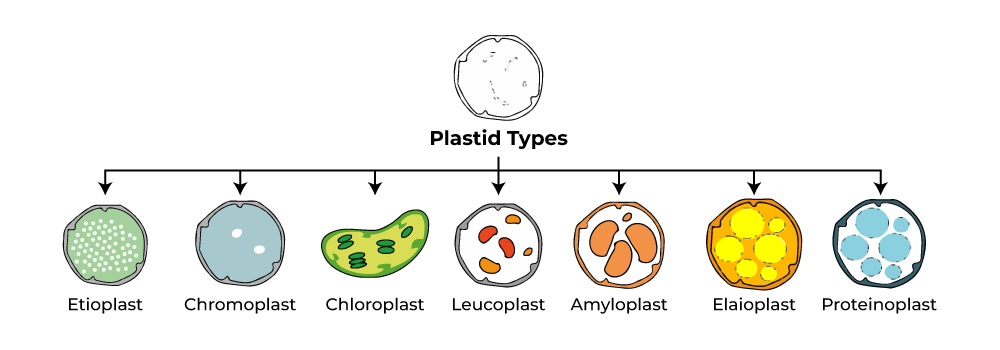 Plastid Types
Etioplast
Chromoplast
Chloroplast
Leucoplast
Amyloplast
Elaioplast
Proteinoplast